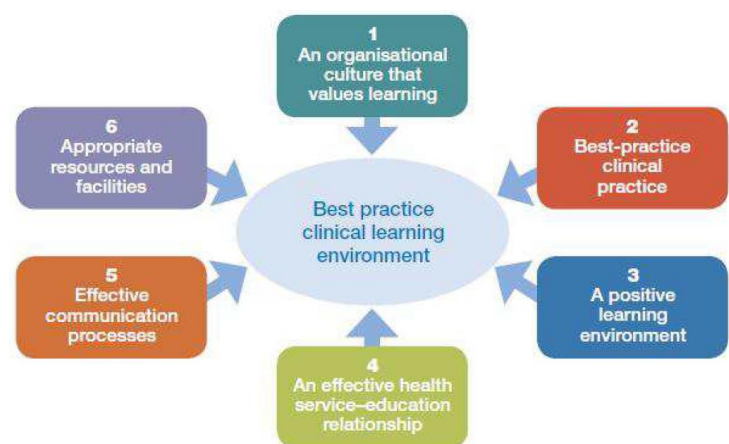 1
An organisational
culture that
values learning
6
Appropriate
resources and
facilities
2
Best-practice
clinical
practice
Best practice
clinical learning
environment
5
Effective
communication
processes
3
A positive
learning
environment
4
An effective health
service–education
relationship